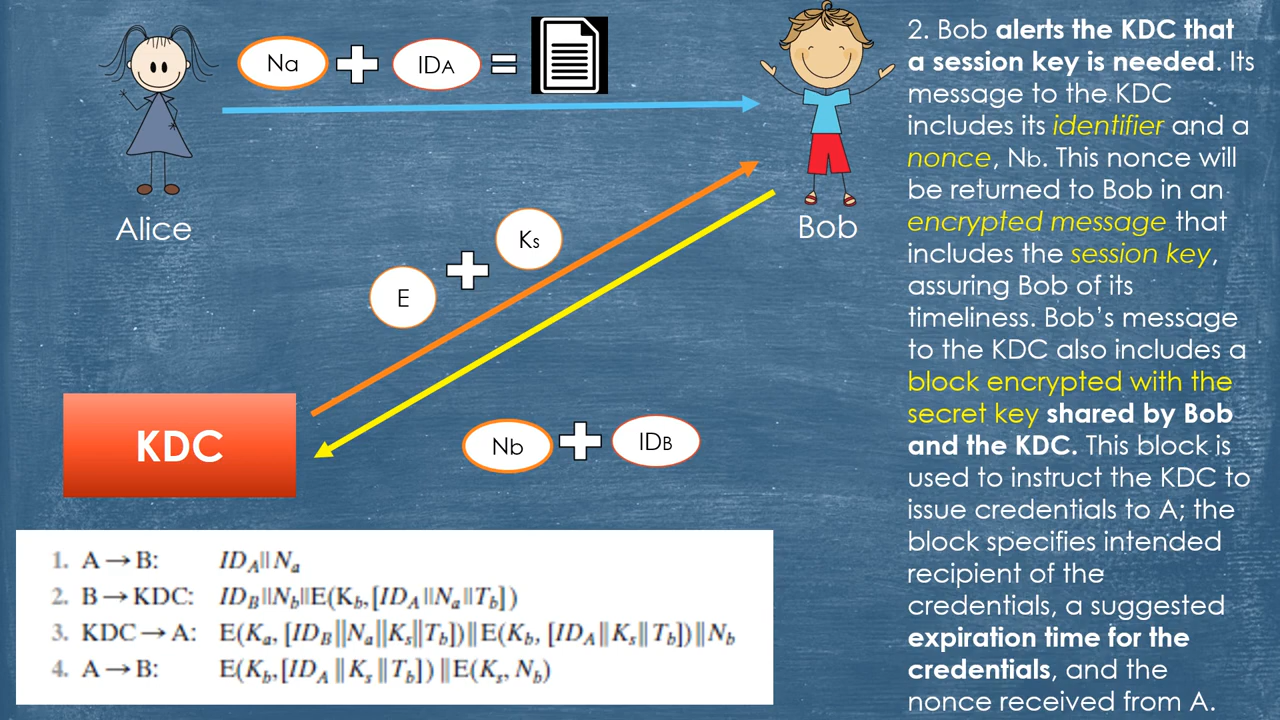 Na
IDA
=
Alice
Bob
Ks
E
KDC
Nb
IDB
1. A → B: IDA||Na
2. B → KDC: IDB||Nb||E(Kb, [IDA||Na||Tb])
3. KDC → A: E(Ka, [IDB||Na||Ks||Tb])||E(Kb, [IDA||Ks||Tb])||Nb
4. A → B: E(Kb, [IDA||Ks||Tb])||E(Ks, Nb)
2. Bob alerts the KDC that
a session key is needed. Its
message to the KDC
includes its identifier and a
nonce, Nb. This nonce will
be returned to Bob in an
encrypted message that
includes the session key,
assuring Bob of its
timeliness. Bob’s message
to the KDC also includes a
block encrypted with the
secret key shared by Bob
and the KDC. This block is
used to instruct the KDC to
issue credentials to A; the
block specifies intended
recipient of the
credentials, a suggested
expiration time for the
credentials, and the
nonce received from A.